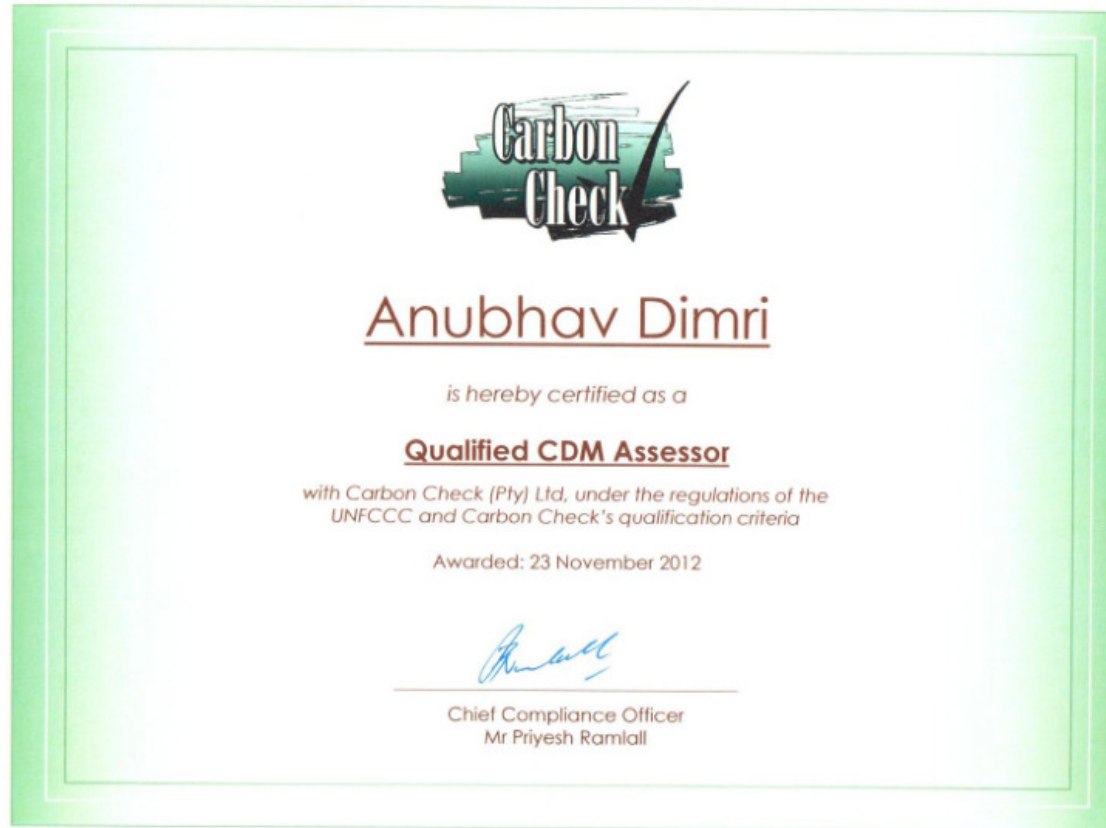 Carbon
Check
Anubhav Dimri
is hereby certified as a
Qualified CDM Assessor
with Carbon Check (Pty) Ltd, under the regulations of the
UNFCCC and Carbon Check's qualification criteria
Awarded: 23 November 2012
Chief Compliance Officer
Mr Priyesh Ramlall